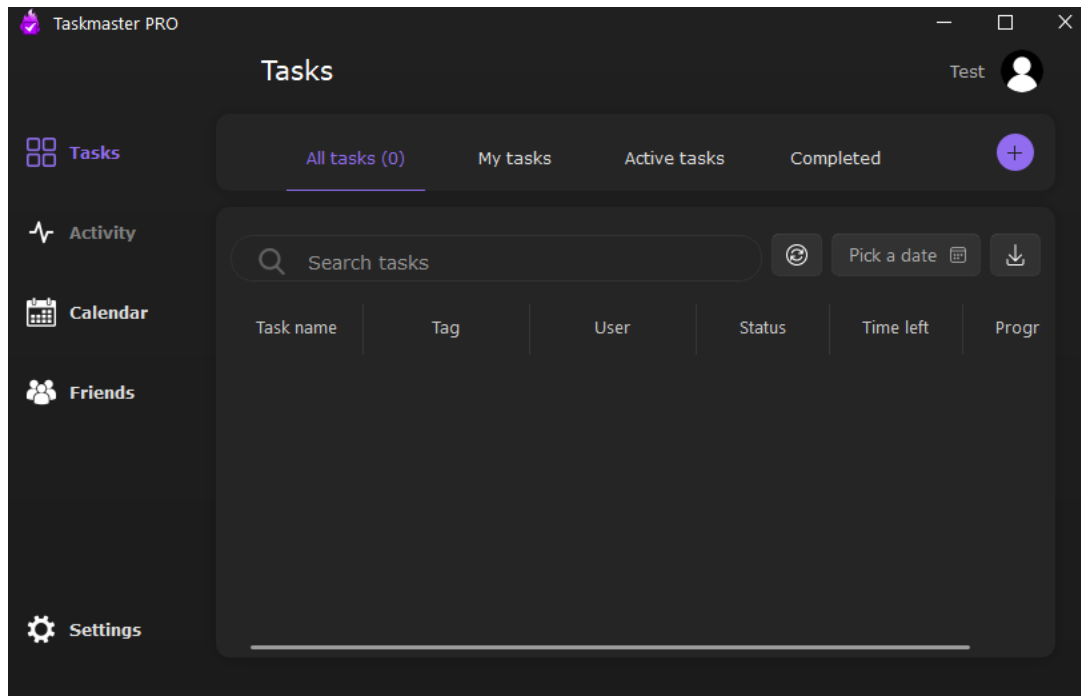 Taskmaster PRO
Tasks
Test
Tasks
All tasks (0) My tasks Active tasks Completed
Activity
Search tasks Pick a date
Calendar
Task name Tag User Status Time left Progr
Friends
Settings